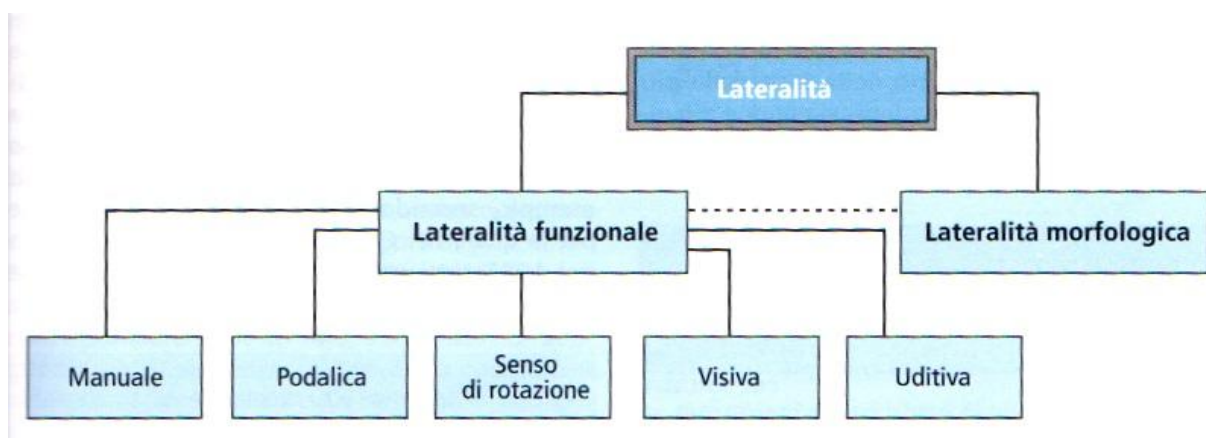 Lateralità
Lateralità funzionale
Lateralità morfologica
Manuale
Podalica
Senso
di rotazione
Visiva
Uditiva